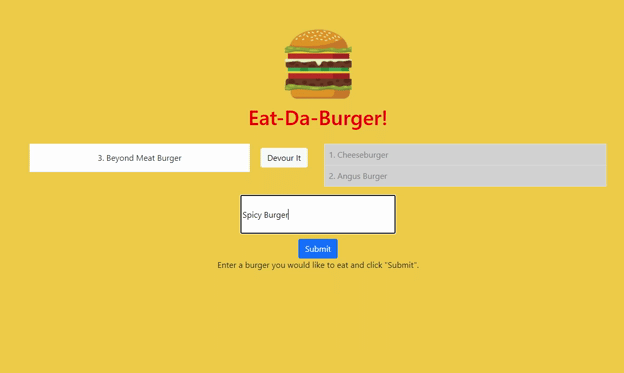 Eat-Da-Burger!
3. Beyond Meat Burger
Devour It
1. Cheeseburger
2. Angus Burger
Spicy Burger
Submit
Enter a burger you would like to eat and click "Submit".